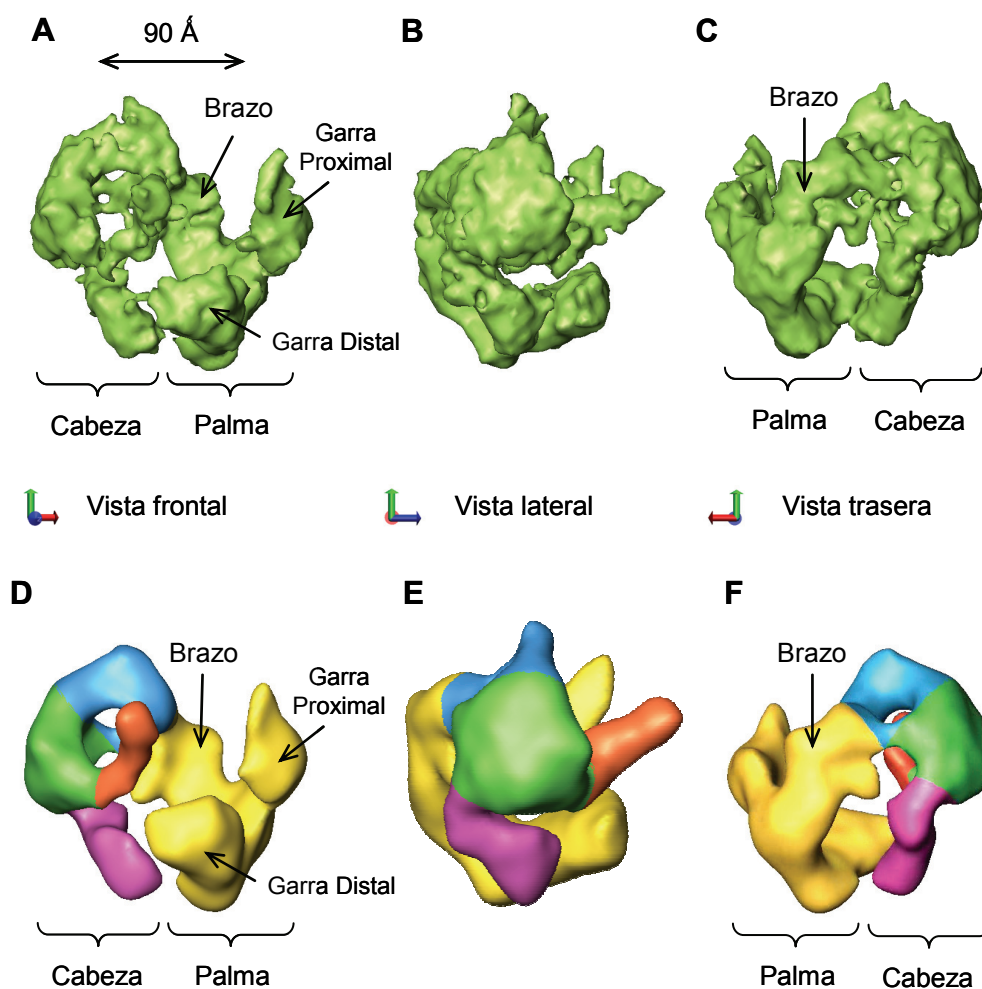 A
90 Å
Brazo
Garra
Proximal
Garra Distal
Cabeza
Palma
B
C
Brazo
Palma
Cabeza
Vista frontal
Vista lateral
Vista trasera
D
Brazo
Garra
Proximal
Garra Distal
Cabeza
Palma
E
F
Brazo
Palma
Cabeza